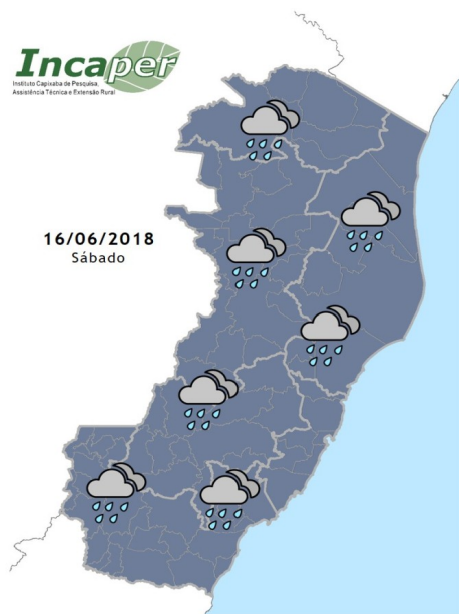 Incaper
Instituto Capixaba de Pesquisa,
Assistência Técnica e Extensão Rural
16/06/2018
Sábado